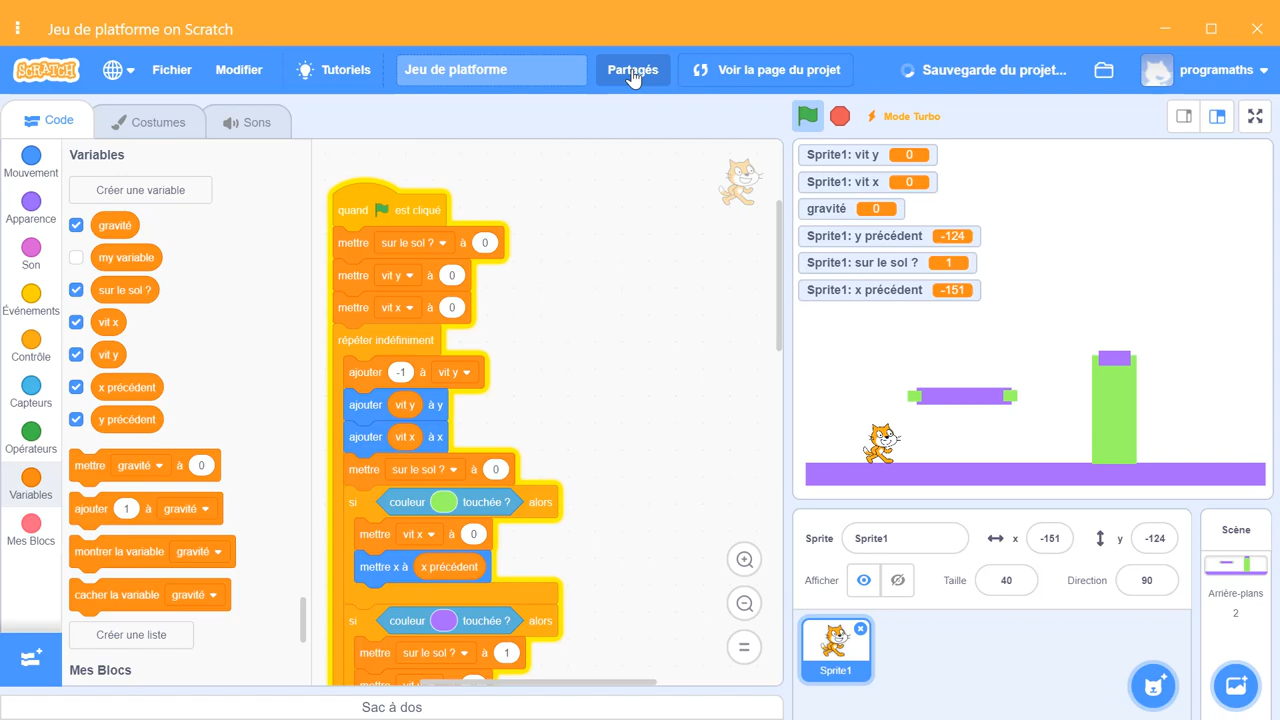 Jeu de platforme on Scratch
SCRATCH Fichier Modifier Tutoriels Jeu de platforme Partagés Voir la page du projet Sauvegarde du projet... programaths
Code Costumes Sons
Mode Turbo
Mouvement
Apparence
Son
Événements
Contrôle
Capteurs
Opérateurs
Variables
Mes Blocs
Variables
Créer une variable
gravité
my variable
sur le sol ?
vit x
vit y
x précédent
y précédent
mettre gravité à 0
ajouter 1 à gravité
montrer la variable gravité
cacher la variable gravité
Créer une liste
Mes Blocs
quand est cliqué
mettre sur le sol ? à 0
mettre vit y à 0
mettre vit x à 0
répéter indéfiniment
ajouter -1 à vit y
ajouter vit y à y
ajouter vit x à x
mettre sur le sol ? à 0
si couleur touchée ? alors
mettre vit x à 0
mettre x à x précédent
si couleur touchée ? alors
mettre sur le sol ? à 1
Sac à dos
Sprite1: vit y 0
Sprite1: vit x 0
gravité 0
Sprite1: y précédent -124
Sprite1: sur le sol ? 1
Sprite1: x précédent -151
Sprite Sprite1 x -151 y -124
Afficher Taille 40 Direction 90
Sprite1
Scène
Arrière-plans
2